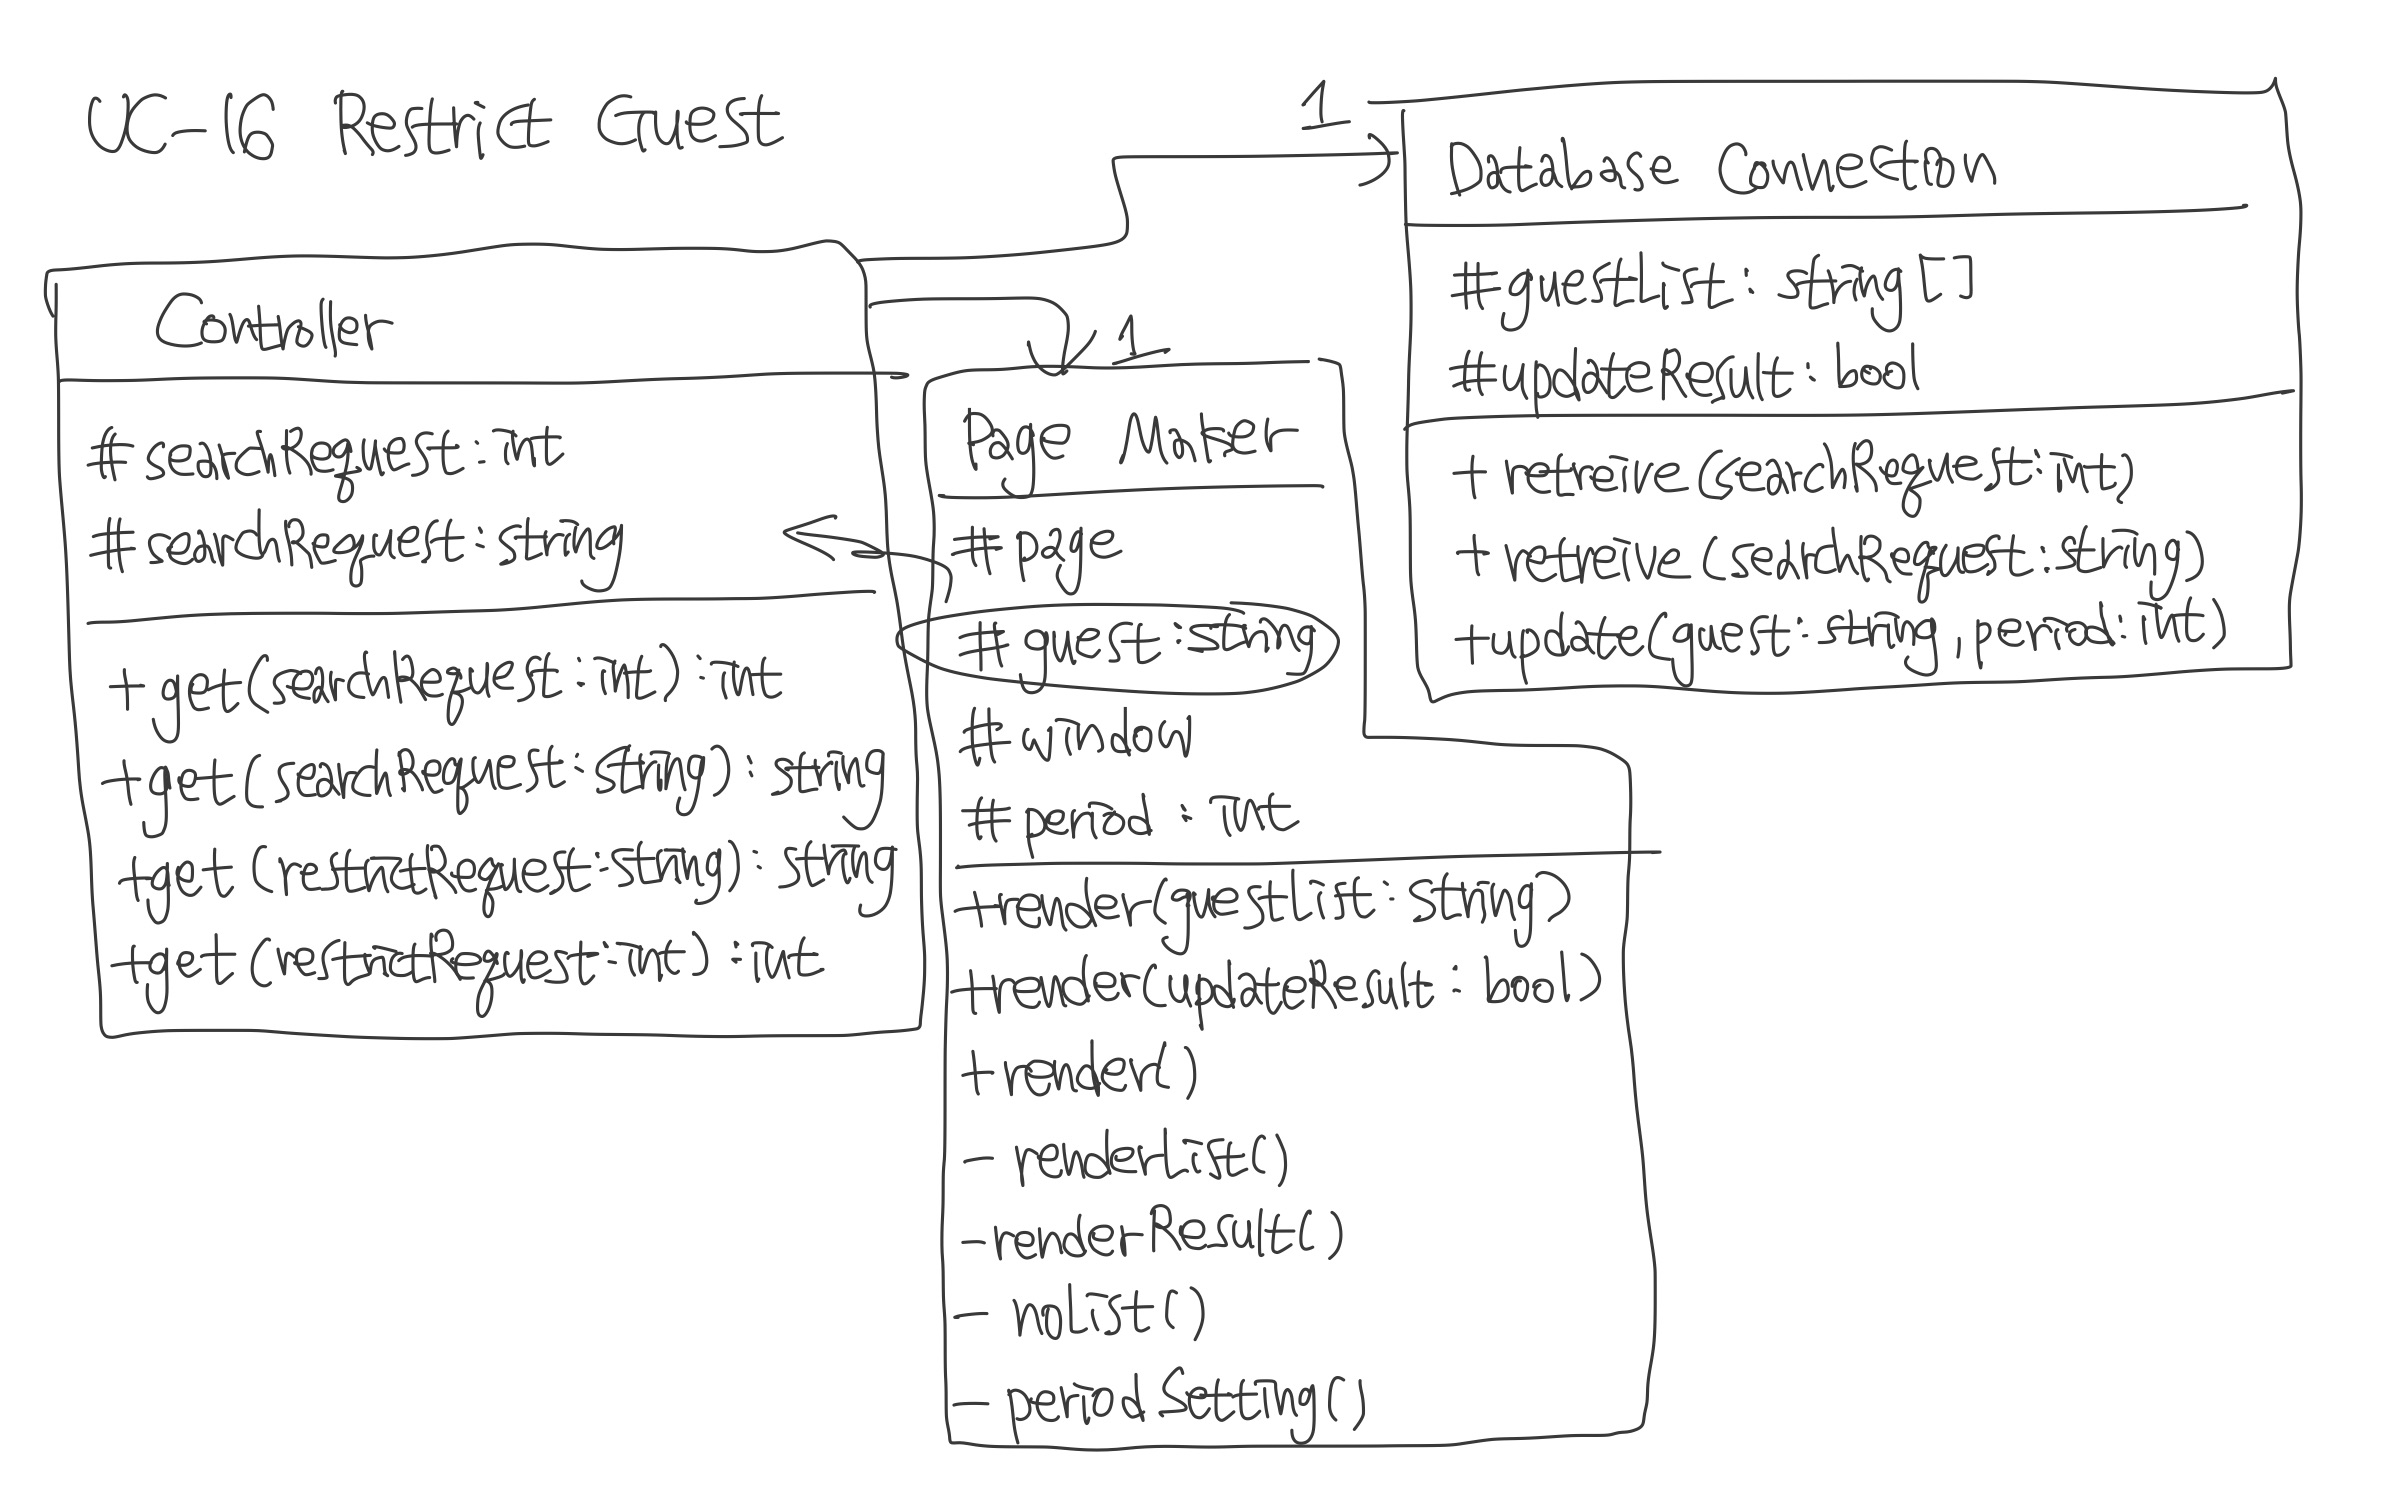 UC-16 Restrict Guest
Controller
#searchRequest: int
#searchRequest:string
+get(searchRequest:int):int
+get(searchRequest:string):string
+get(restrictRequest:string):string
+get(restrictRequest:int):int
1
Page Maker
#page
#guest:string
#window
#period:int
+render(guestList:string)
+render(updateResult:bool)
+render()
-renderList()
-renderResult()
-noList()
-periodSetting()
1
Database Connection
#guestList: string[]
#updateResult:bool
+retreive(searchRequest:int)
+retreive(searchRequest:string)
+update(guest:string,period:int)